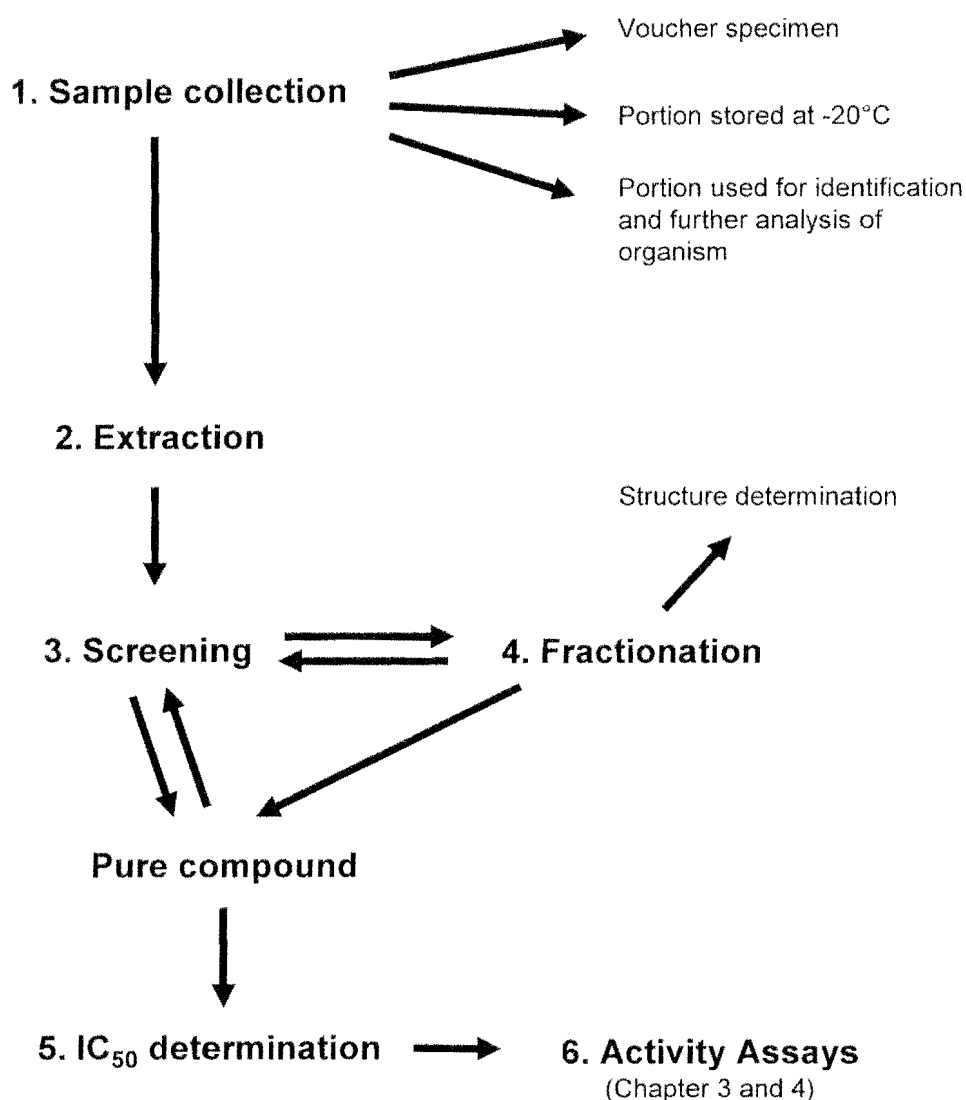 Voucher specimen
1. Sample collection
Portion stored at -20°C
Portion used for identification
and further analysis of
organism
2. Extraction
Structure determination
3. Screening
4. Fractionation
Pure compound
5. IC50 determination
6. Activity Assays
(Chapter 3 and 4)